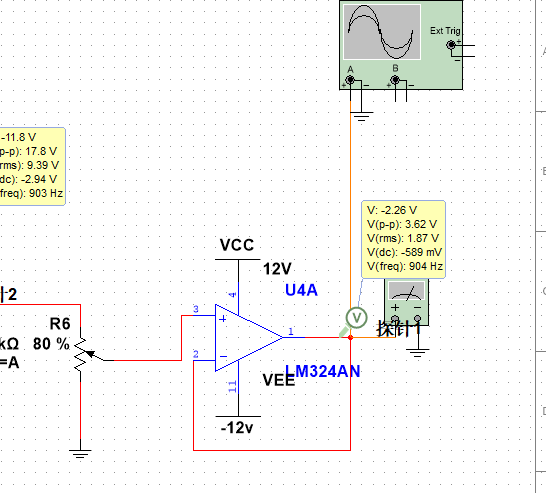 Ext Trig
+
−
A
B
+
−
+
−
-11.8 V
p-p): 17.8 V
rms): 9.39 V
dc): -2.94 V
freq): 903 Hz
V: -2.26 V
V(p-p): 3.62 V
V(rms): 1.87 V
V(dc): -589 mV
V(freq): 904 Hz
VCC
12V
U4A
4
计2
3
+
1
V
+
−
探针1
R6
kΩ
80 %
=A
2
−
LM324AN
VEE
11
-12v